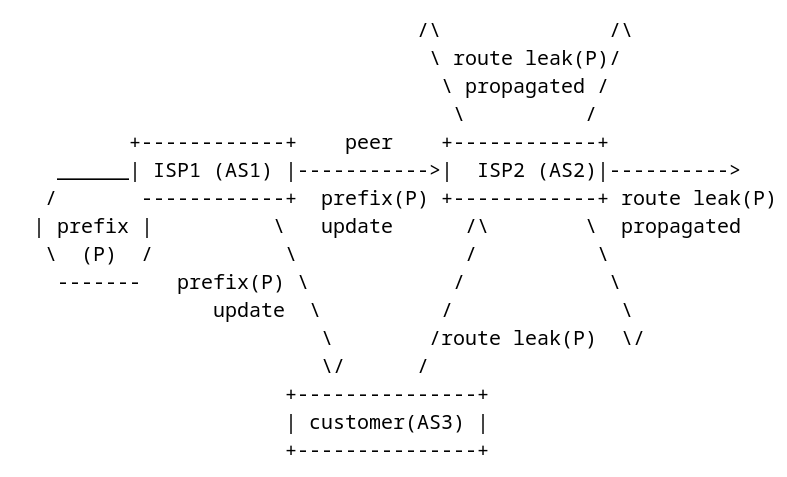 route leak(P)
propagated
peer
ISP1 (AS1)
ISP2 (AS2)
prefix(P)
route leak(P)
prefix
update
propagated
(P)
prefix(P)
update
route leak(P)
customer(AS3)